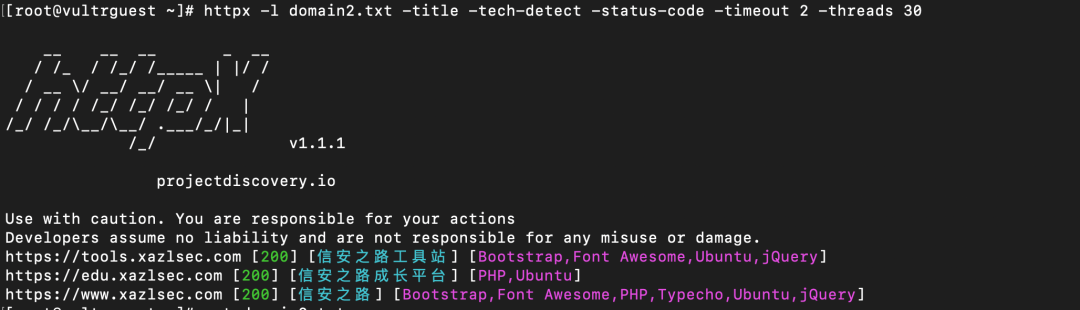 [root@vultrguest ~]# httpx -l domain2.txt -title -tech-detect -status-code -timeout 2 -threads 30
    __    __  __       _  __
   / /_  / /_/ /_____ | |/ /
  / __ \/ __/ __/ __ \|   /
 / / / / /_/ /_/ /_/ /   |
/_/ /_/\__/\__/ .___/_/|_|
             /_/              v1.1.1
projectdiscovery.io
Use with caution. You are responsible for your actions
Developers assume no liability and are not responsible for any misuse or damage.
https://tools.xazlsec.com [200] [信安之路工具站] [Bootstrap,Font Awesome,Ubuntu,jQuery]
https://edu.xazlsec.com [200] [信安之路成长平台] [PHP,Ubuntu]
https://www.xazlsec.com [200] [信安之路] [Bootstrap,Font Awesome,PHP,Typecho,Ubuntu,jQuery]